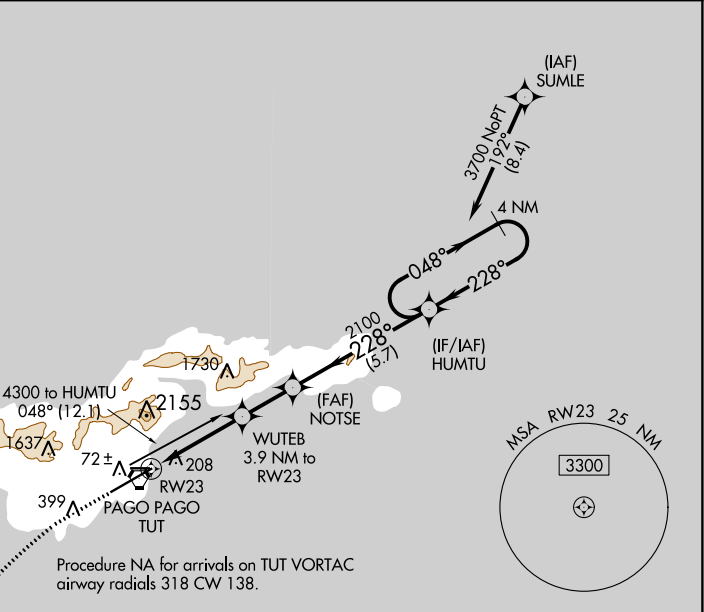 (IAF)
SUMLE
3700 NoPT
192°
(8.4)
4 NM
048°
228°
2100
228°
(5.7)
(IF/IAF)
HUMTU
1730
4300 to HUMTU
048° (12.1)
2155
(FAF)
NOTSE
1637
WUTEB
3.9 NM to
RW23
72±
208
RW23
399
PAGO PAGO
TUT
MSA RW23 25 NM
3300
Procedure NA for arrivals on TUT VORTAC
airway radials 318 CW 138.